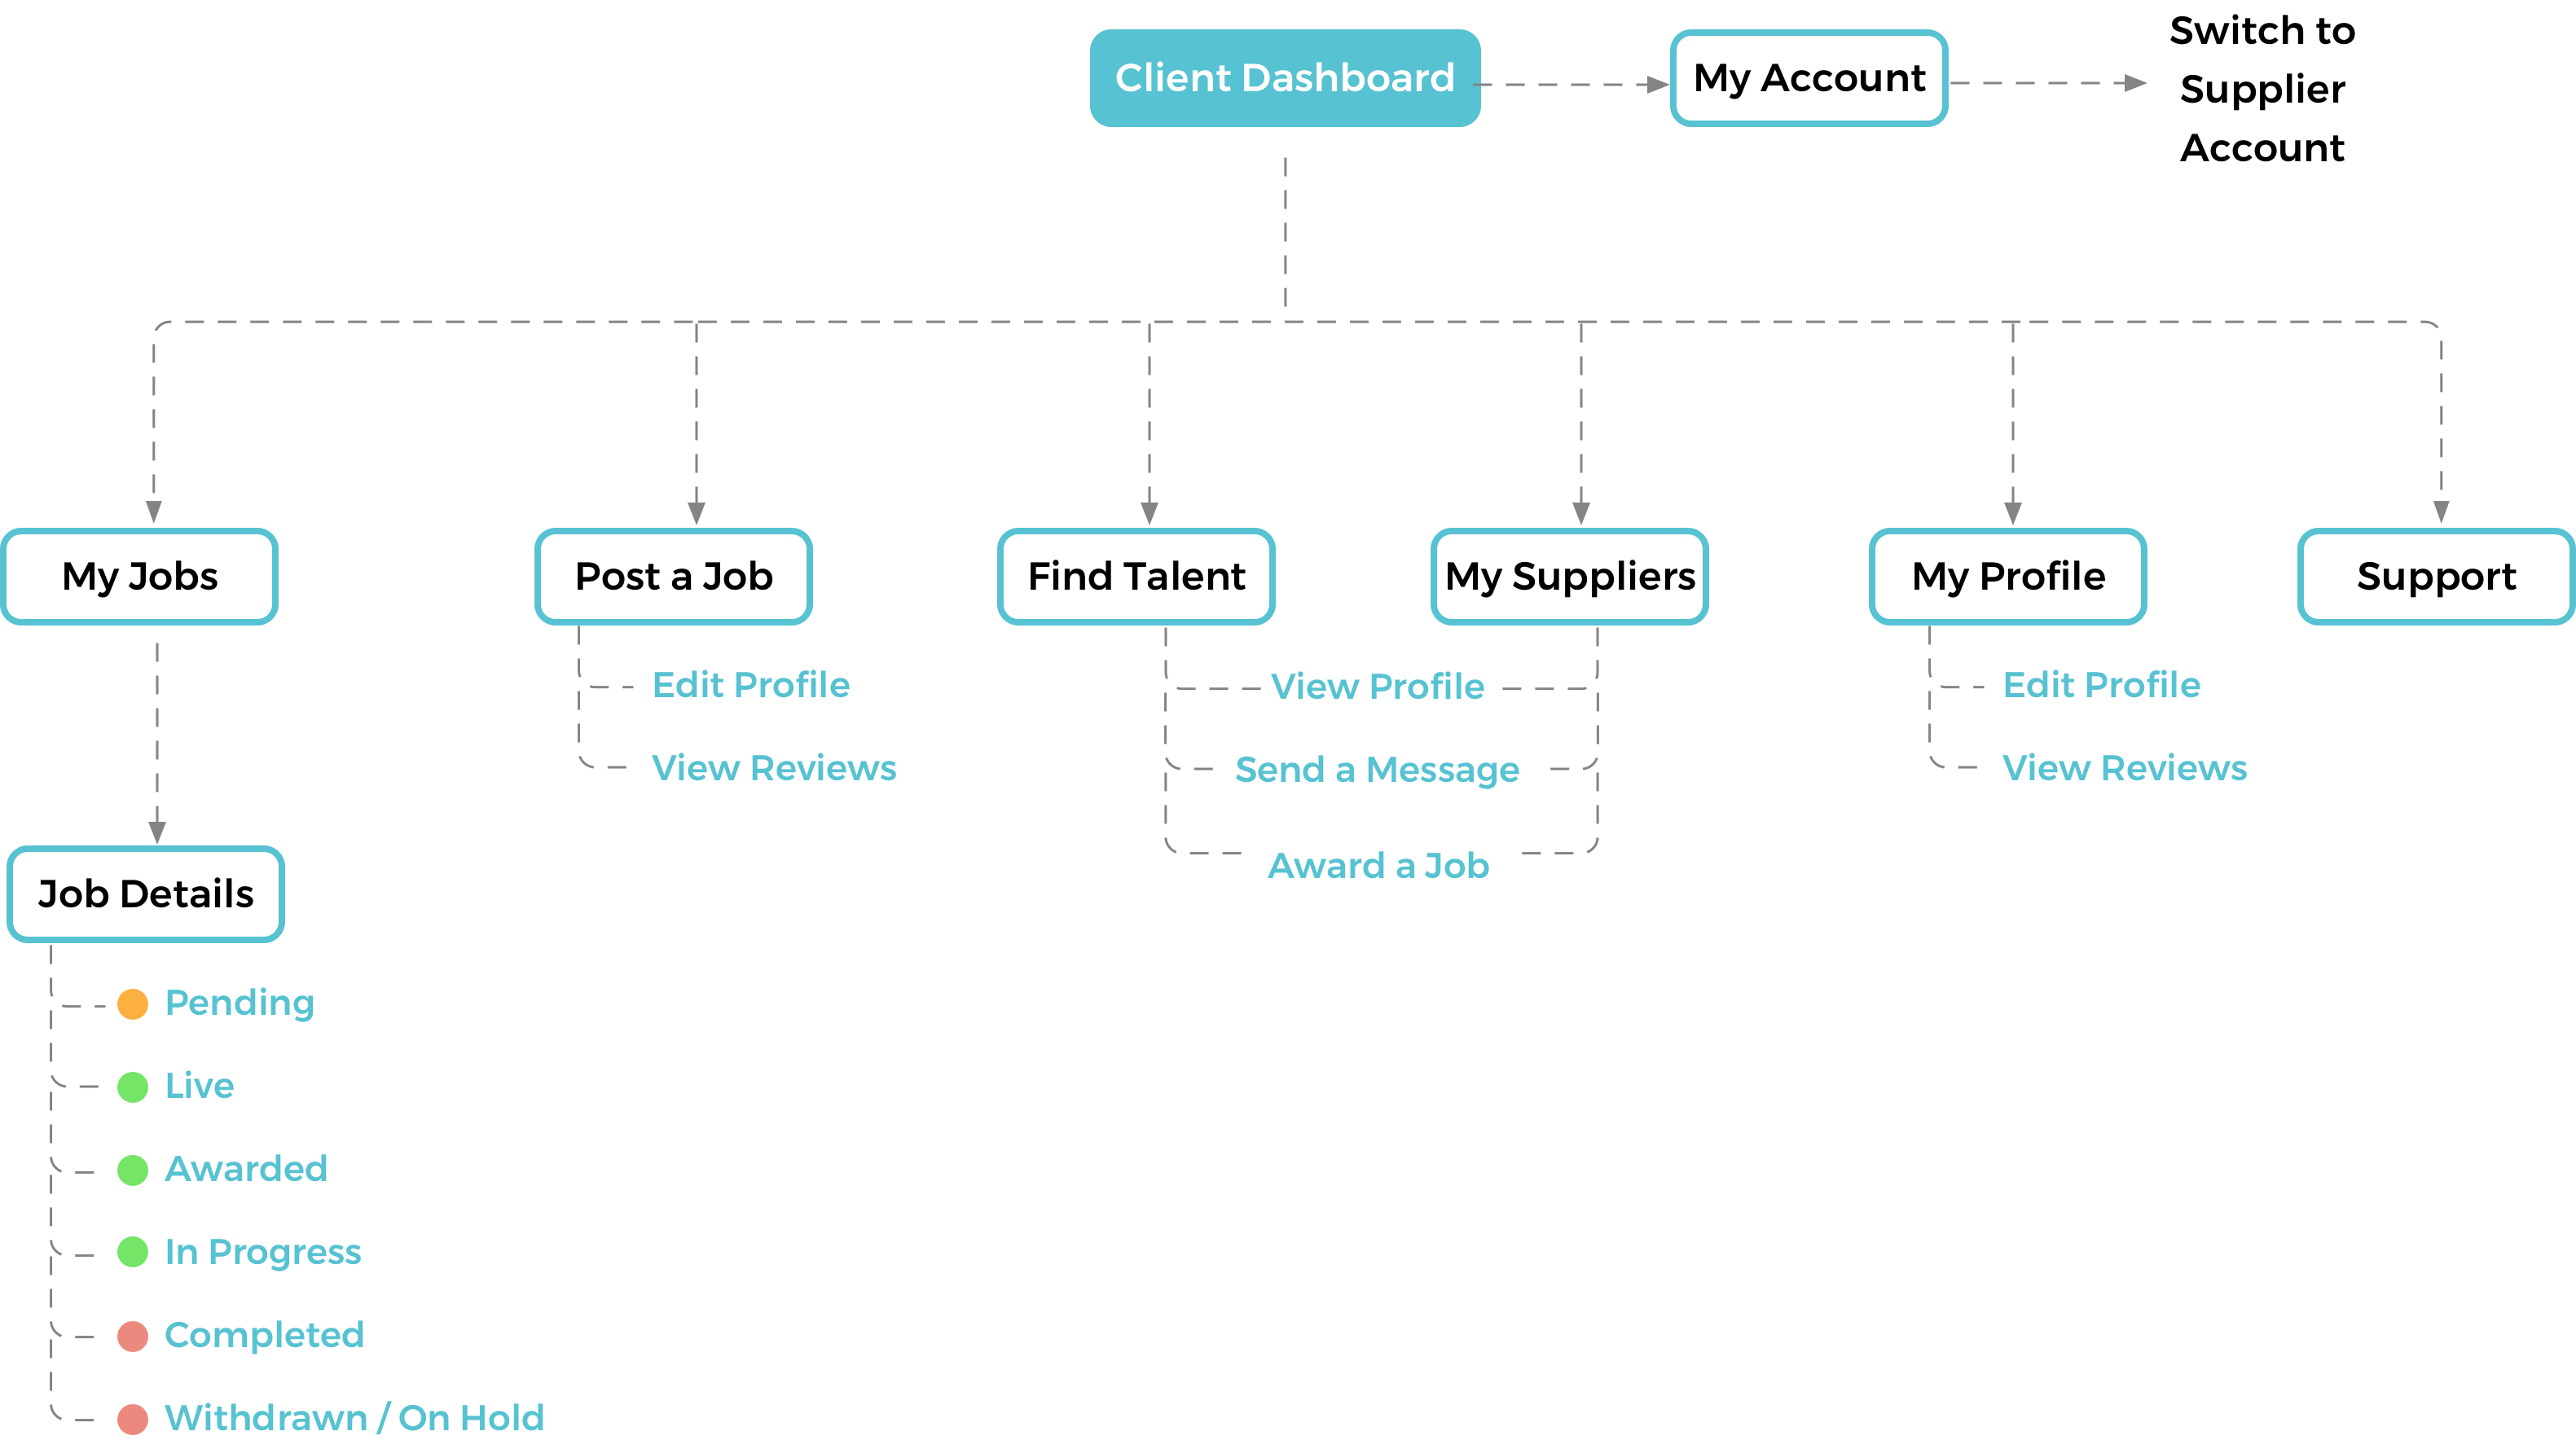 Client Dashboard
My Account
Switch to
Supplier
Account
My Jobs
Post a Job
Find Talent
My Suppliers
My Profile
Support
Edit Profile
View Reviews
View Profile
Send a Message
Award a Job
Edit Profile
View Reviews
Job Details
Pending
Live
Awarded
In Progress
Completed
Withdrawn / On Hold